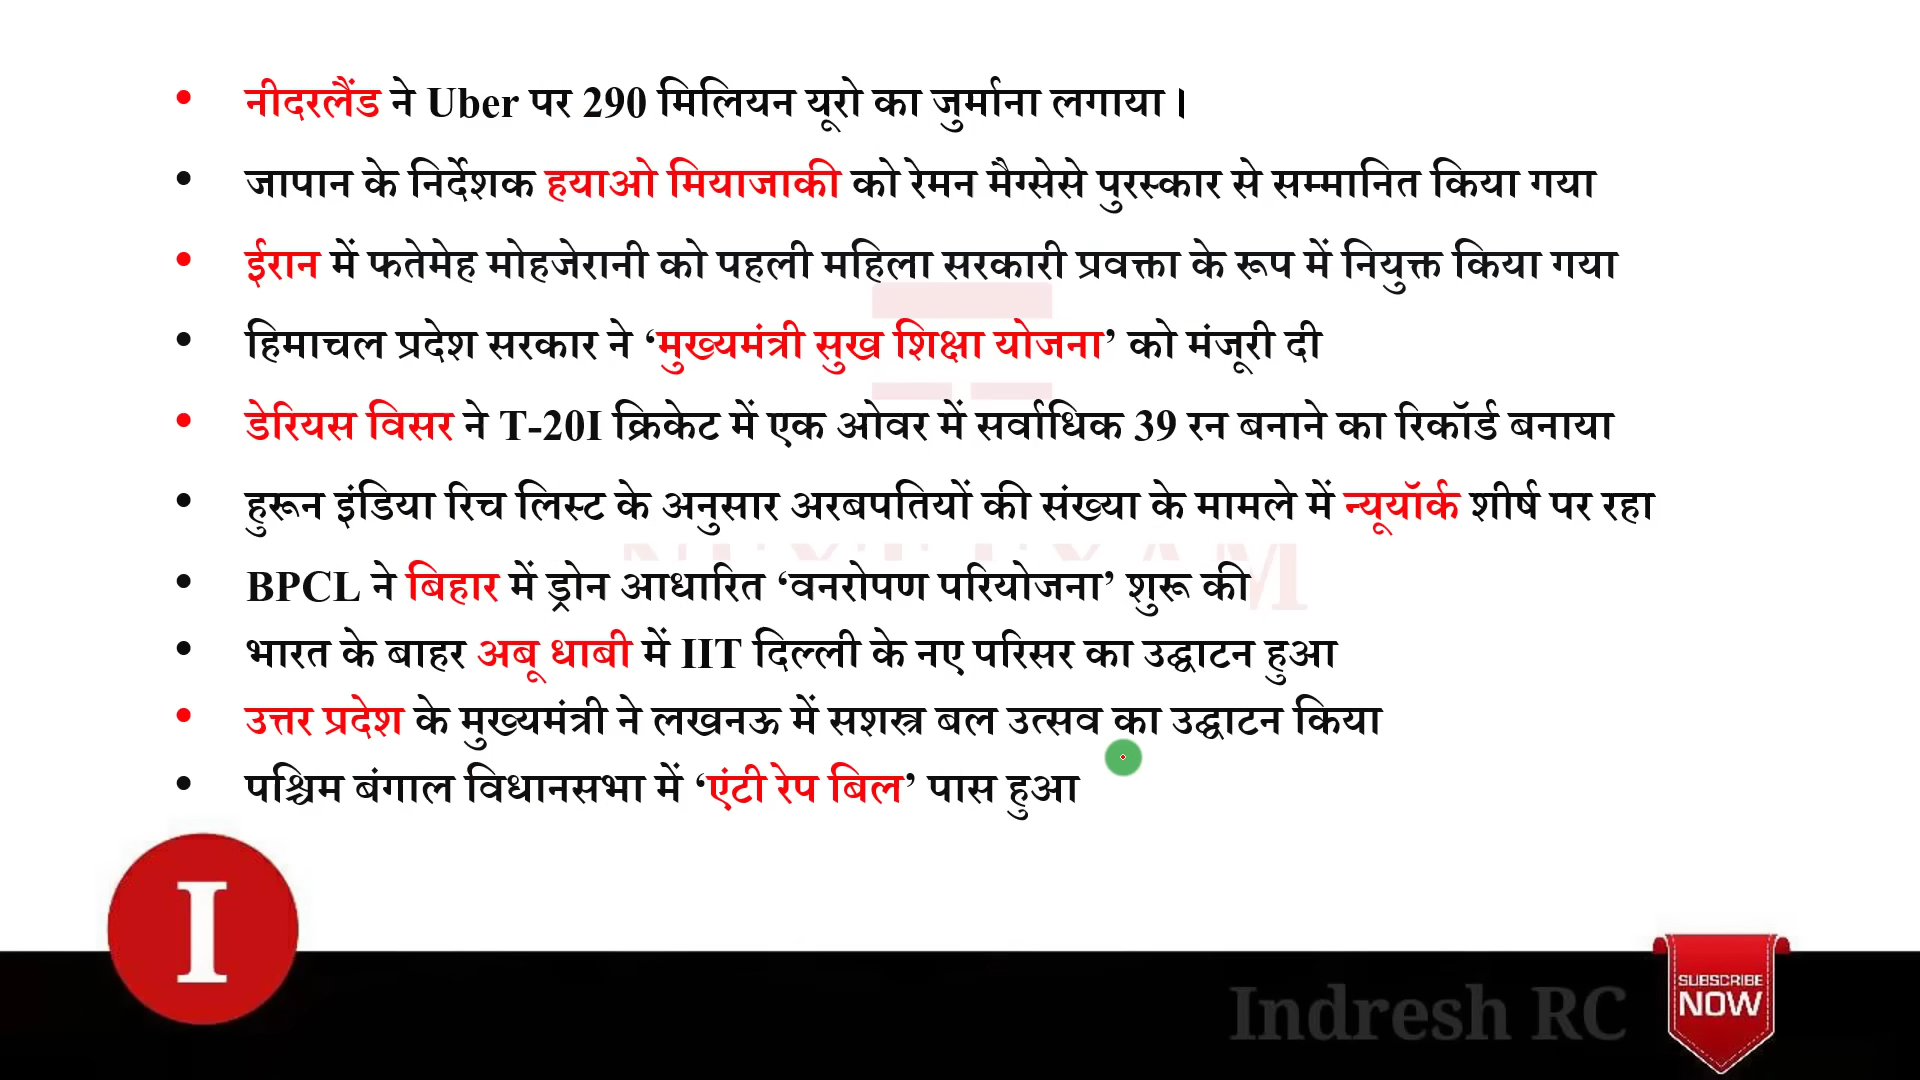 • नीदरलैंड ने Uber पर 290 मिलियन यूरो का जुर्माना लगाया।
• जापान के निर्देशक हयाओ मियाजाकी को रेमन मैग्सेसे पुरस्कार से सम्मानित किया गया
• ईरान में फतेमेह मोहजेरानी को पहली महिला सरकारी प्रवक्ता के रूप में नियुक्त किया गया
• हिमाचल प्रदेश सरकार ने ‘मुख्यमंत्री सुख शिक्षा योजना’ को मंजूरी दी
• डेरियस विसर ने T-20I क्रिकेट में एक ओवर में सर्वाधिक 39 रन बनाने का रिकॉर्ड बनाया
• हुरून इंडिया रिच लिस्ट के अनुसार अरबपतियों की संख्या के मामले में न्यूयॉर्क शीर्ष पर रहा
• BPCL ने बिहार में ड्रोन आधारित ‘वनरोपण परियोजना’ शुरू की
• भारत के बाहर अबू धाबी में IIT दिल्ली के नए परिसर का उद्घाटन हुआ
• उत्तर प्रदेश के मुख्यमंत्री ने लखनऊ में सशस्त्र बल उत्सव का उद्घाटन किया
• पश्चिम बंगाल विधानसभा में ‘एंटी रेप बिल’ पास हुआ
I
Indresh RC
SUBSCRIBE
NOW